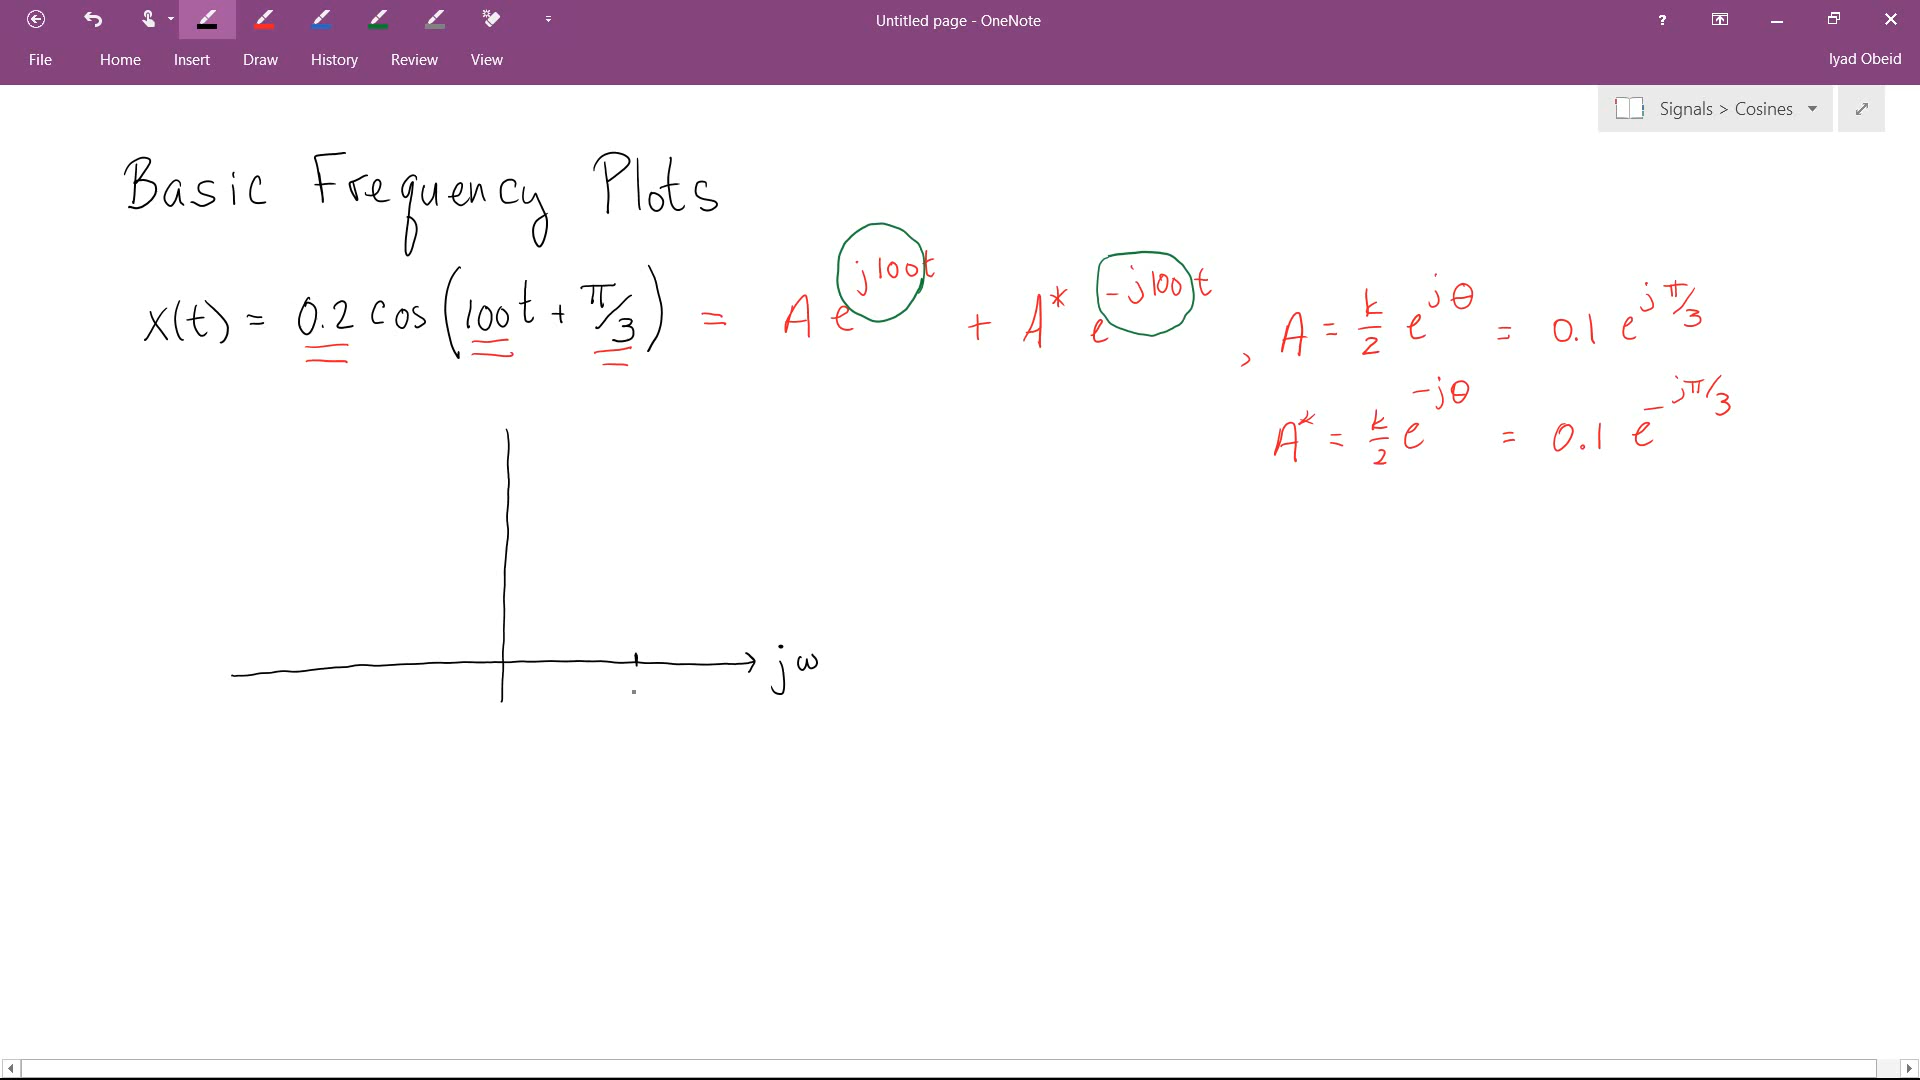 Untitled page - OneNote
File Home Insert Draw History Review View
Iyad Obeid
Signals > Cosines
Basic Frequency Plots
x(t) = 0.2 cos (100t + π/3) = A e^{j100t} + A* e^{-j100t} , A = k/2 e^{jθ} = 0.1 e^{jπ/3}
A* = k/2 e^{-jθ} = 0.1 e^{-jπ/3}
jω